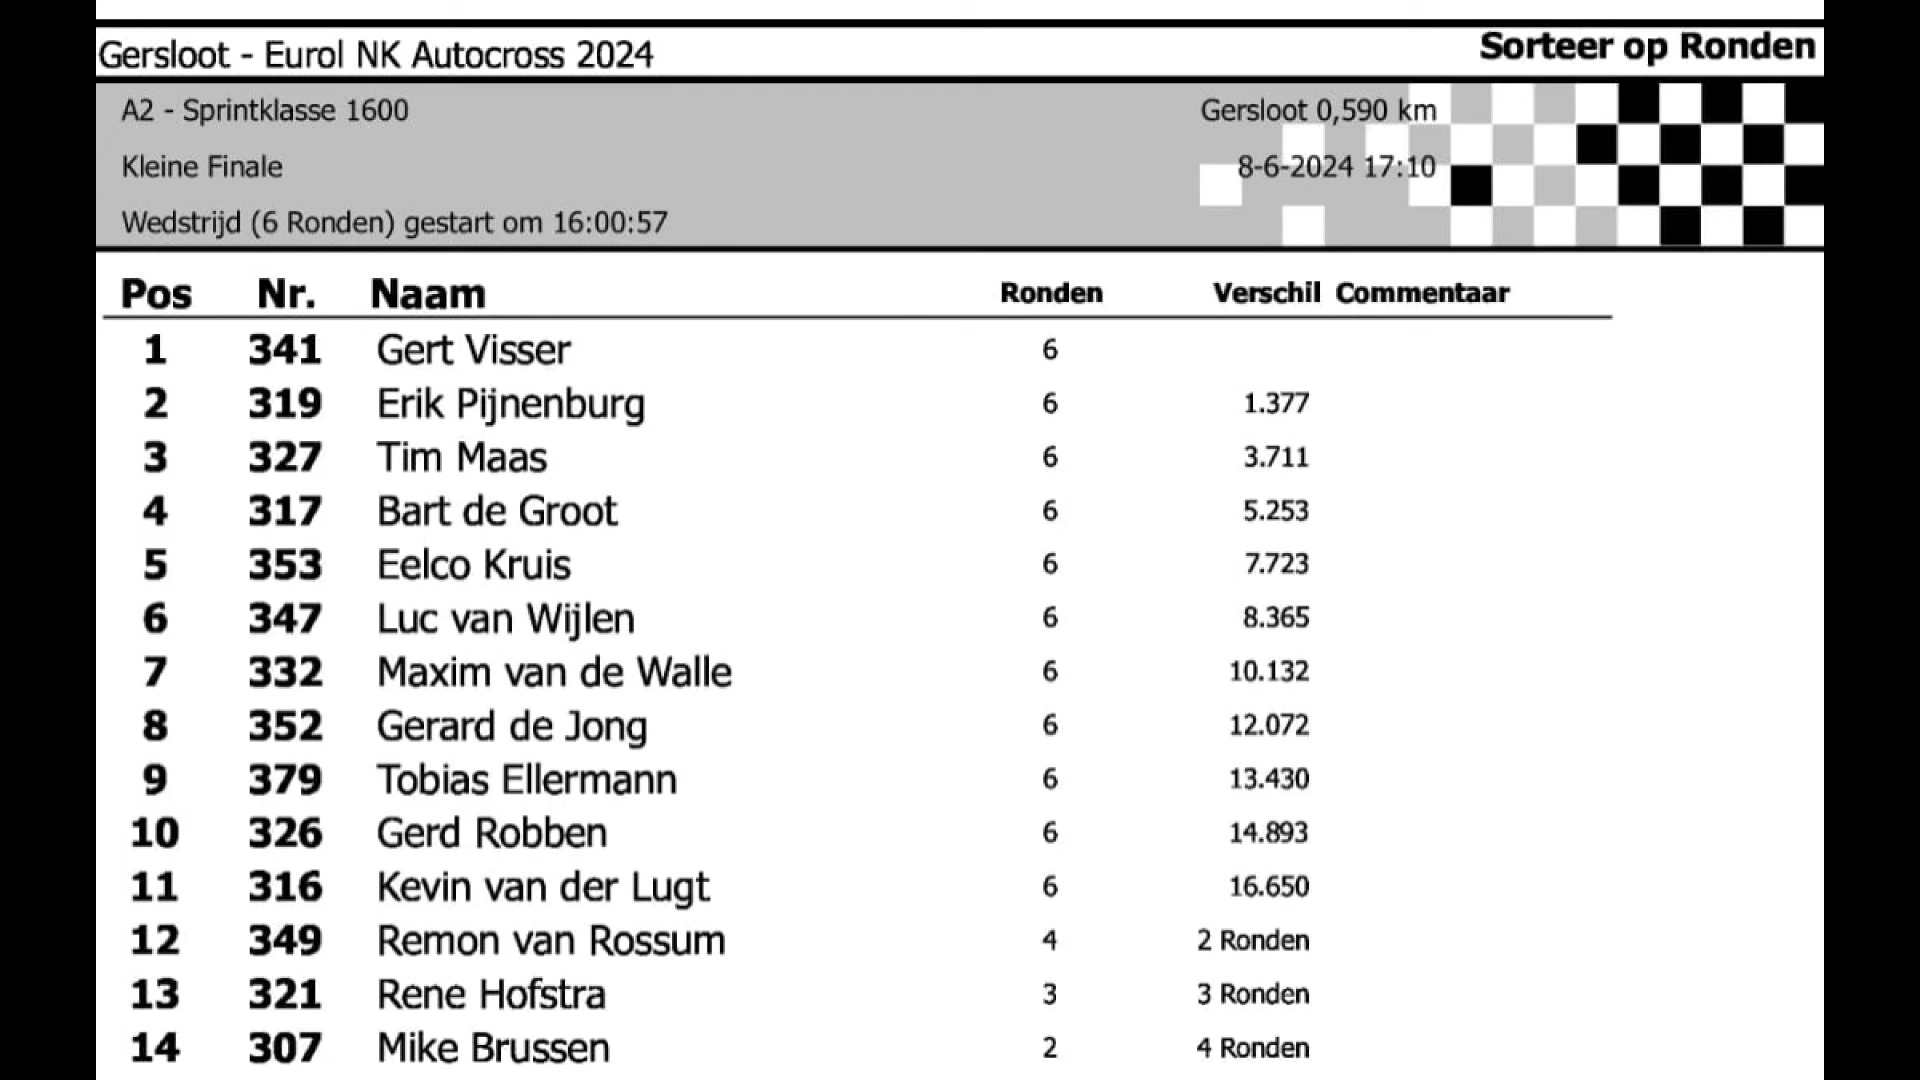 Gersloot - Eurol NK Autocross 2024 Sorteer op Ronden
A2 - Sprintklasse 1600 Gersloot 0,590 km
Kleine Finale 8-6-2024 17:10
Wedstrijd (6 Ronden) gestart om 16:00:57
Pos Nr. Naam Ronden Verschil Commentaar
1 341 Gert Visser 6
2 319 Erik Pijnenburg 6 1.377
3 327 Tim Maas 6 3.711
4 317 Bart de Groot 6 5.253
5 353 Eelco Kruis 6 7.723
6 347 Luc van Wijlen 6 8.365
7 332 Maxim van de Walle 6 10.132
8 352 Gerard de Jong 6 12.072
9 379 Tobias Ellermann 6 13.430
10 326 Gerd Robben 6 14.893
11 316 Kevin van der Lugt 6 16.650
12 349 Remon van Rossum 4 2 Ronden
13 321 Rene Hofstra 3 3 Ronden
14 307 Mike Brussen 2 4 Ronden